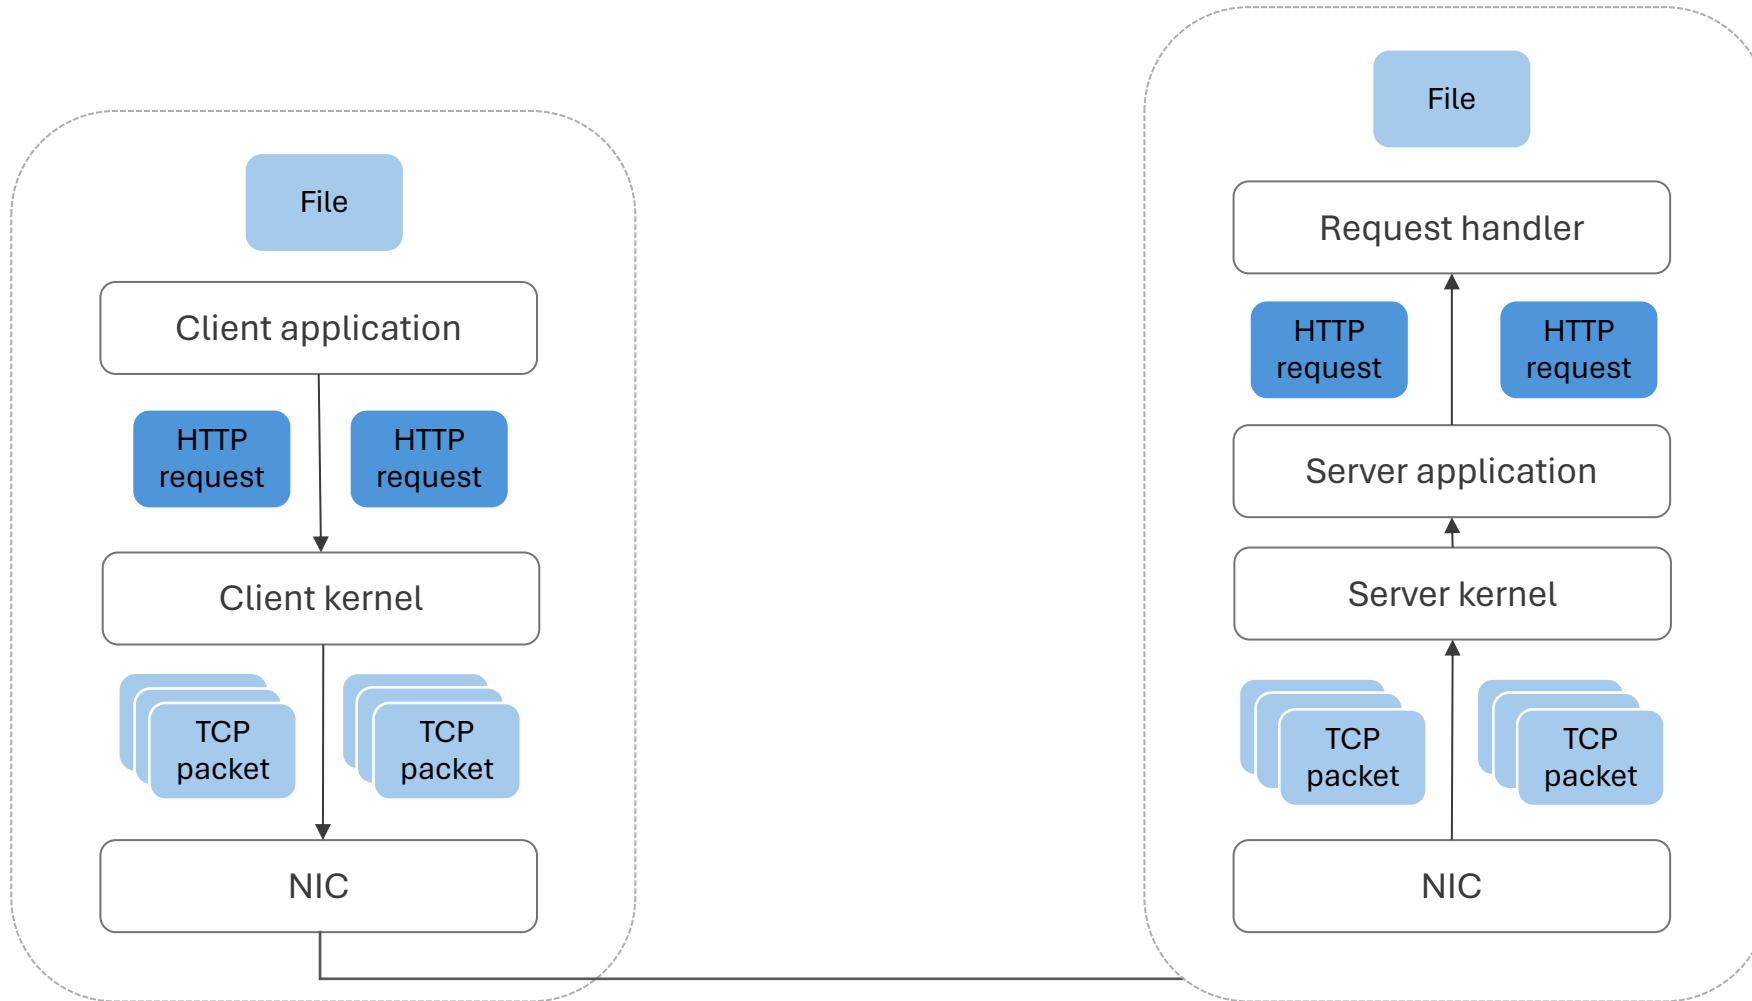 File
Client application
HTTP
request
HTTP
request
Client kernel
TCP
packet
TCP
packet
NIC
File
Request handler
HTTP
request
HTTP
request
Server application
Server kernel
TCP
packet
TCP
packet
NIC